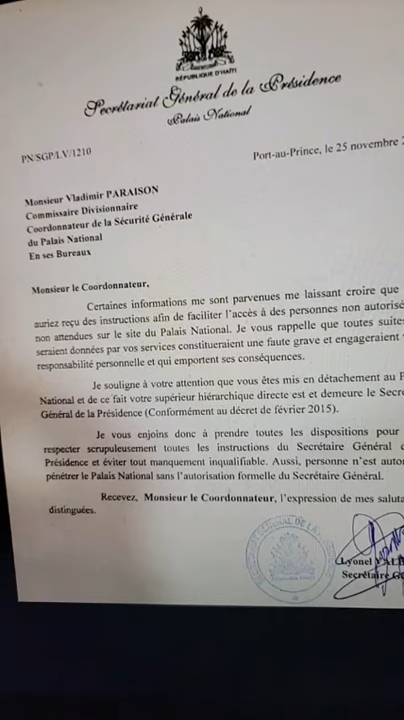 RÉPUBLIQUE D'HAÏTI
Secrétariat Général de la Présidence
Palais National
PN/SGP/LV/1210
Port-au-Prince, le 25 novembre
Monsieur Vladimir PARAISON
Commissaire Divisionnaire
Coordonnateur de la Sécurité Générale
du Palais National
En ses Bureaux
Monsieur le Coordonnateur,
Certaines informations me sont parvenues me laissant croire que
auriez reçu des instructions afin de faciliter l'accès à des personnes non autorisé
non attendues sur le site du Palais National. Je vous rappelle que toutes suites
seraient données par vos services constitueraient une faute grave et engageraient
responsabilité personnelle et qui emportent ses conséquences.
Je souligne à votre attention que vous êtes mis en détachement au P
National et de ce fait votre supérieur hiérarchique directe est et demeure le Secré
Général de la Présidence (Conformément au décret de février 2015).
Je vous enjoins donc à prendre toutes les dispositions pour
respecter scrupuleusement toutes les instructions du Secrétaire Général
Présidence et éviter tout manquement inqualifiable. Aussi, personne n'est autor
pénétrer le Palais National sans l'autorisation formelle du Secrétaire Général.
Recevez, Monsieur le Coordonnateur, l'expression de mes saluta
distinguées.
Lyonel
Secrétaire